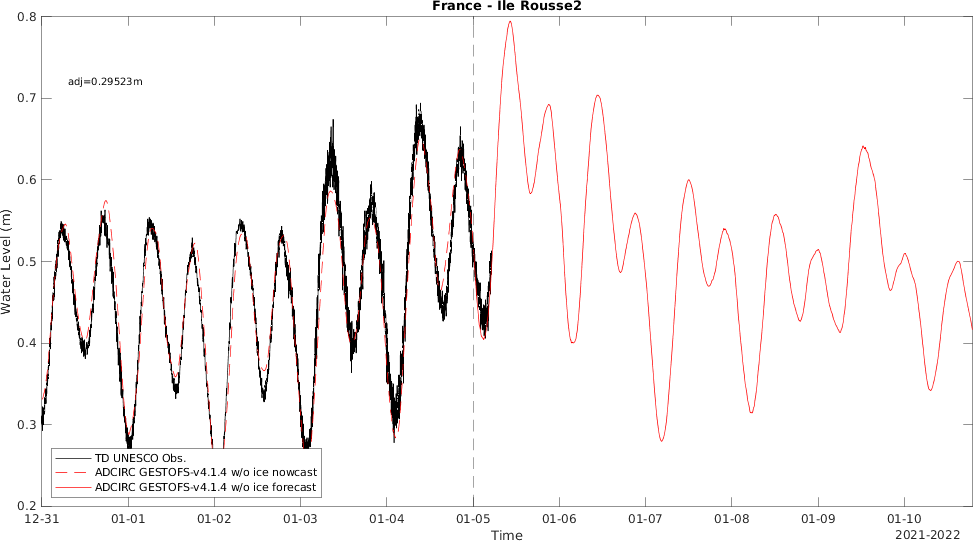 France - Ile Rousse2
0.8
0.7
0.6
0.5
0.4
0.3
0.2
Water Level (m)
adj=0.29523m
TD UNESCO Obs.
ADCIRC GESTOFS-v4.1.4 w/o ice nowcast
ADCIRC GESTOFS-v4.1.4 w/o ice forecast
12-31 01-01 01-02 01-03 01-04 01-05 01-06 01-07 01-08 01-09 01-10
Time
2021-2022